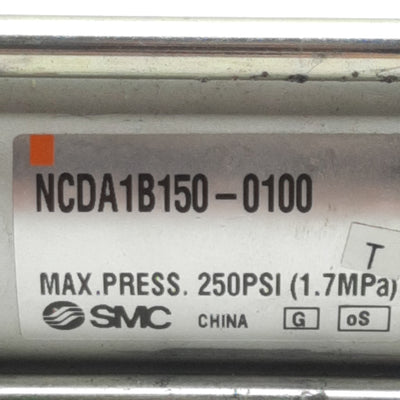 NCDA1B150-0100
T
MAX.PRESS. 250PSI (1.7MPa)
SMC CHINA G oS